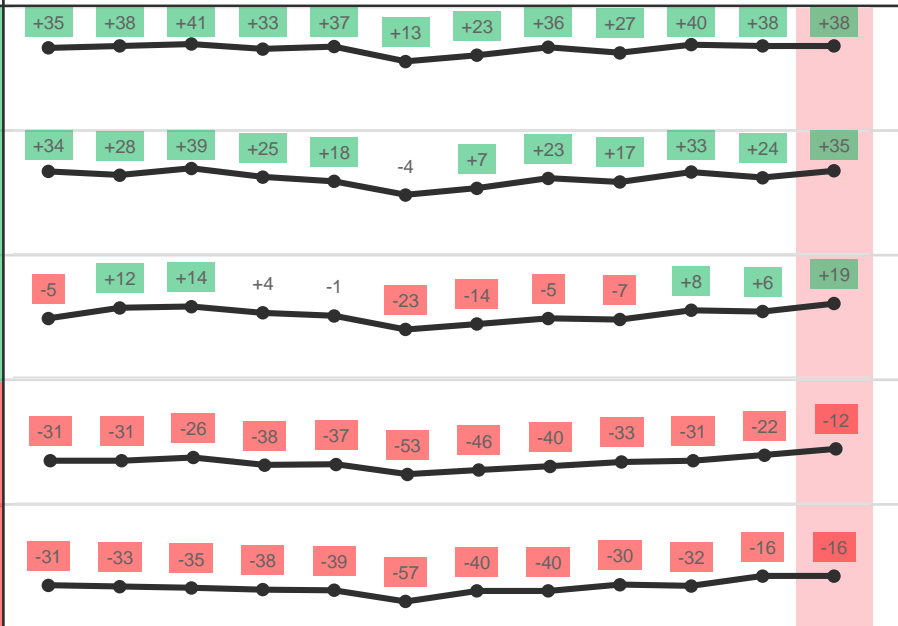 +35 +38 +41 +33 +37 +13 +23 +36 +27 +40 +38 +38
+34 +28 +39 +25 +18 -4 +7 +23 +17 +33 +24 +35
-5 +12 +14 +4 -1 -23 -14 -5 -7 +8 +6 +19
-31 -31 -26 -38 -37 -53 -46 -40 -33 -31 -22 -12
-31 -33 -35 -38 -39 -57 -40 -40 -30 -32 -16 -16